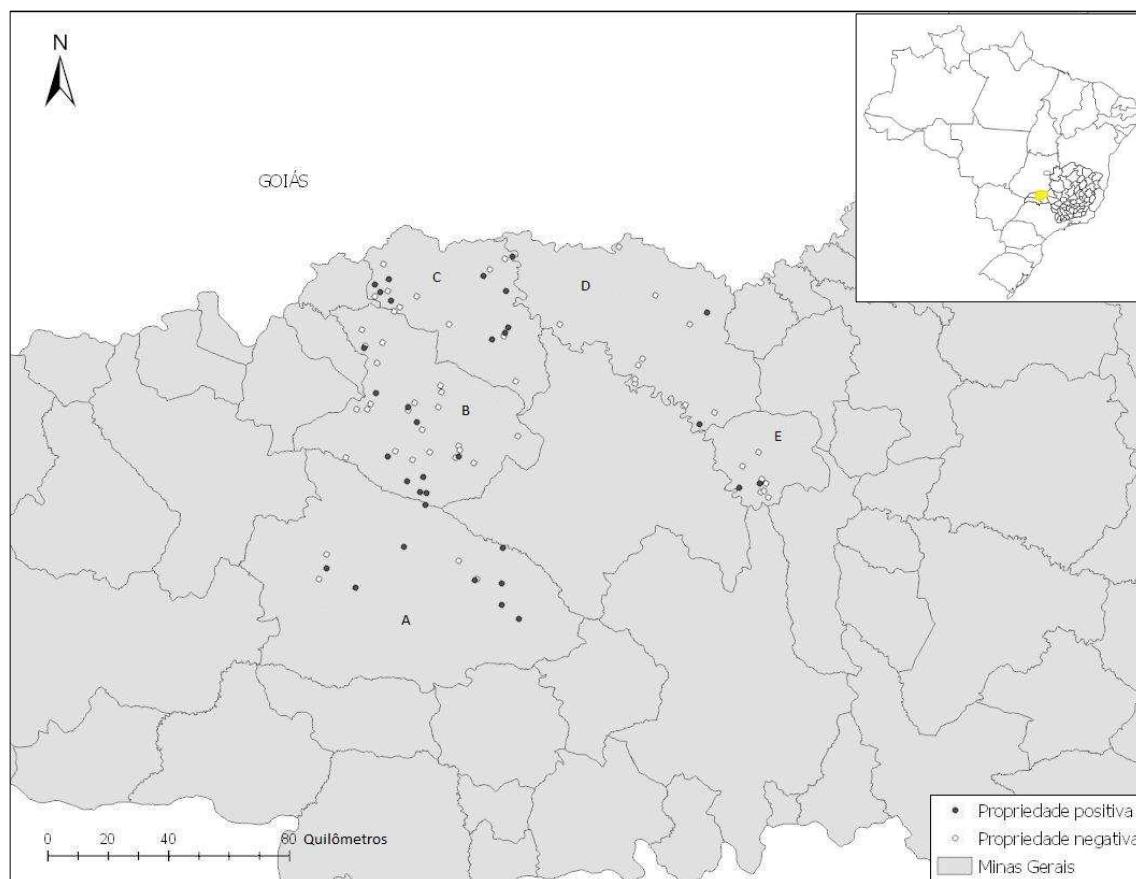 N
GOIÁS
C
D
B
E
A
0 20 40 80 Quilômetros
Propriedade positiva
Propriedade negativa
Minas Gerais